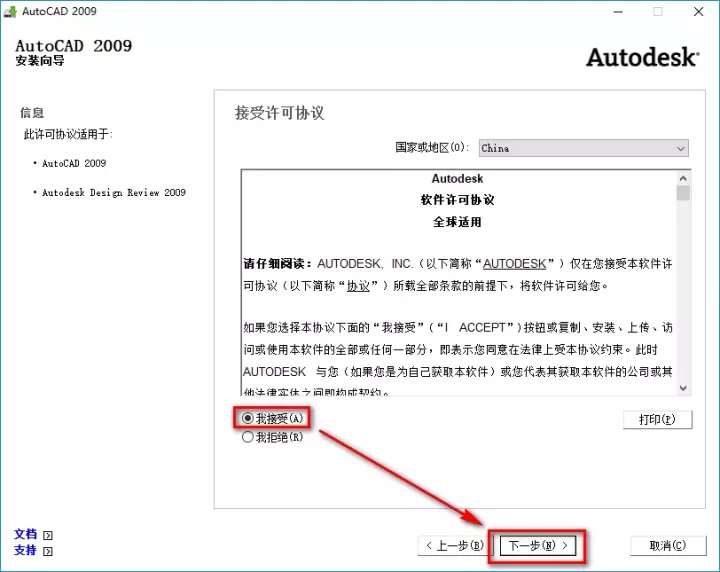 AutoCAD 2009
AutoCAD 2009
安装向导
Autodesk
信息
此许可协议适用于:
• AutoCAD 2009
• Autodesk Design Review 2009
接受许可协议
国家或地区(O): China
Autodesk
软件许可协议
全球适用
请仔细阅读：AUTODESK, INC.（以下简称“AUTODESK”）仅在您接受本软件许
可协议（以下简称“协议”）所载全部条款的前提下，将软件许可给您。
如果您选择本协议下面的“我接受”(“I ACCEPT”)按钮或复制、安装、上传、访
问或使用本软件的全部或任何一部分，即表示您同意在法律上受本协议约束。此时
AUTODESK 与您（如果您是为自己获取本软件）或您代表其获取本软件的公司或其
他法律实体之间即构成契约。
我接受(A)
打印(P)
我拒绝(R)
文档
支持
< 上一步(B)
下一步(N) >
取消(C)